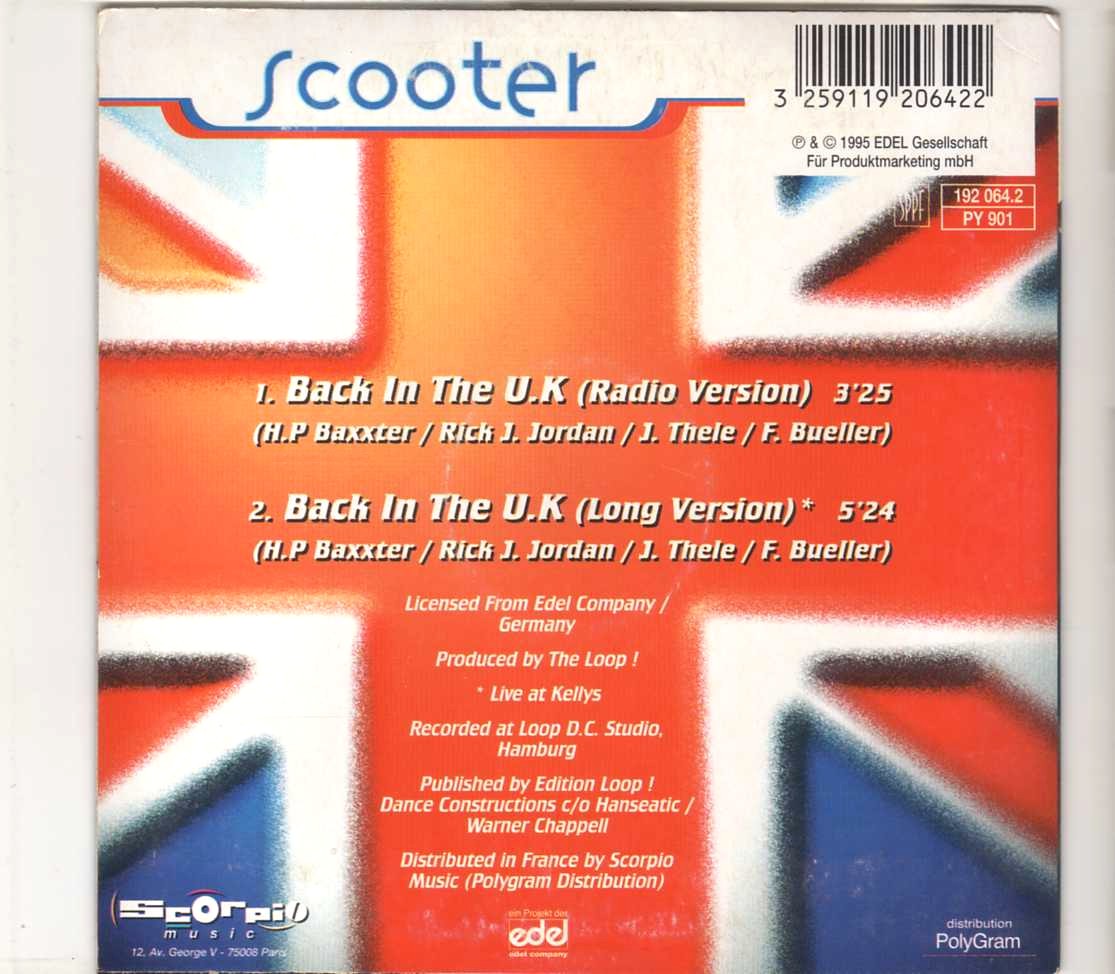 scooter
3 259119 206422
℗ & © 1995 EDEL Gesellschaft
Für Produktmarketing mbH
SPPF
192 064.2
PY 901
1. Back In The U.K (Radio Version) 3'25
(H.P Baxxter / Rick J. Jordan / J. Thele / F. Bueller)
2. Back In The U.K (Long Version) * 5'24
(H.P Baxxter / Rick J. Jordan / J. Thele / F. Bueller)
Licensed From Edel Company /
Germany
Produced by The Loop !
* Live at Kellys
Recorded at Loop D.C. Studio,
Hamburg
Published by Edition Loop !
Dance Constructions c/o Hanseatic /
Warner Chappell
Distributed in France by Scorpio
Music (Polygram Distribution)
scorpio
music
12, Av. George V - 75008 Paris
ein Projekt der
edel
edel company
distribution
PolyGram